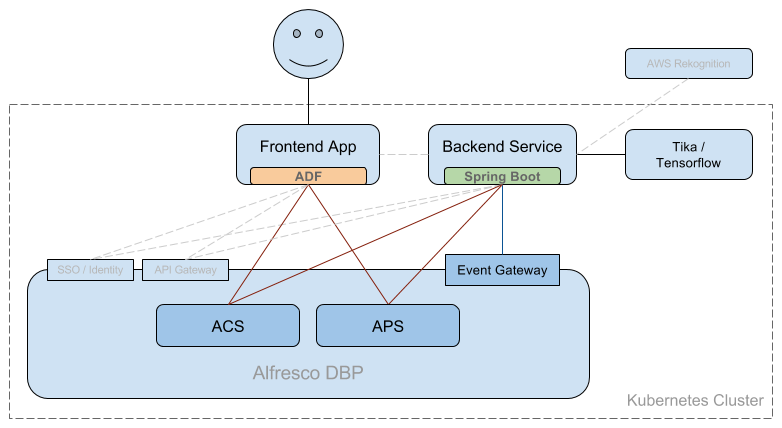 AWS Rekognition
Frontend App
ADF
Backend Service
Spring Boot
Tika /
Tensorflow
SSO / Identity
API Gateway
Event Gateway
ACS
APS
Alfresco DBP
Kubernetes Cluster